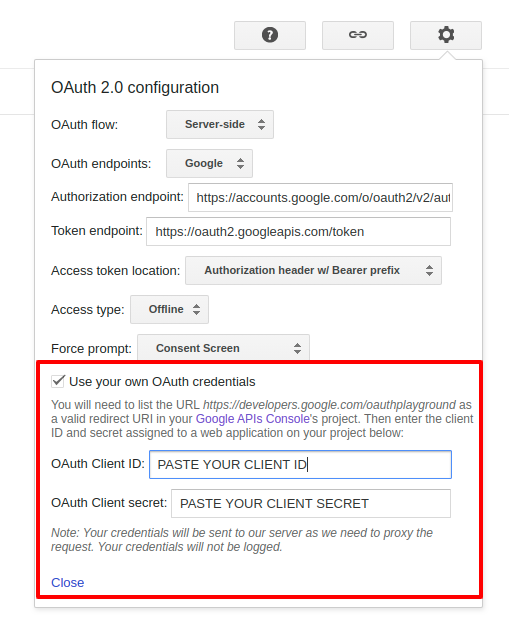 OAuth 2.0 configuration
OAuth flow: Server-side
OAuth endpoints: Google
Authorization endpoint: https://accounts.google.com/o/oauth2/v2/aut
Token endpoint: https://oauth2.googleapis.com/token
Access token location: Authorization header w/ Bearer prefix
Access type: Offline
Force prompt: Consent Screen
Use your own OAuth credentials
You will need to list the URL https://developers.google.com/oauthplayground as
a valid redirect URI in your Google APIs Console's project. Then enter the client
ID and secret assigned to a web application on your project below:
OAuth Client ID: PASTE YOUR CLIENT ID
OAuth Client secret: PASTE YOUR CLIENT SECRET
Note: Your credentials will be sent to our server as we need to proxy the
request. Your credentials will not be logged.
Close